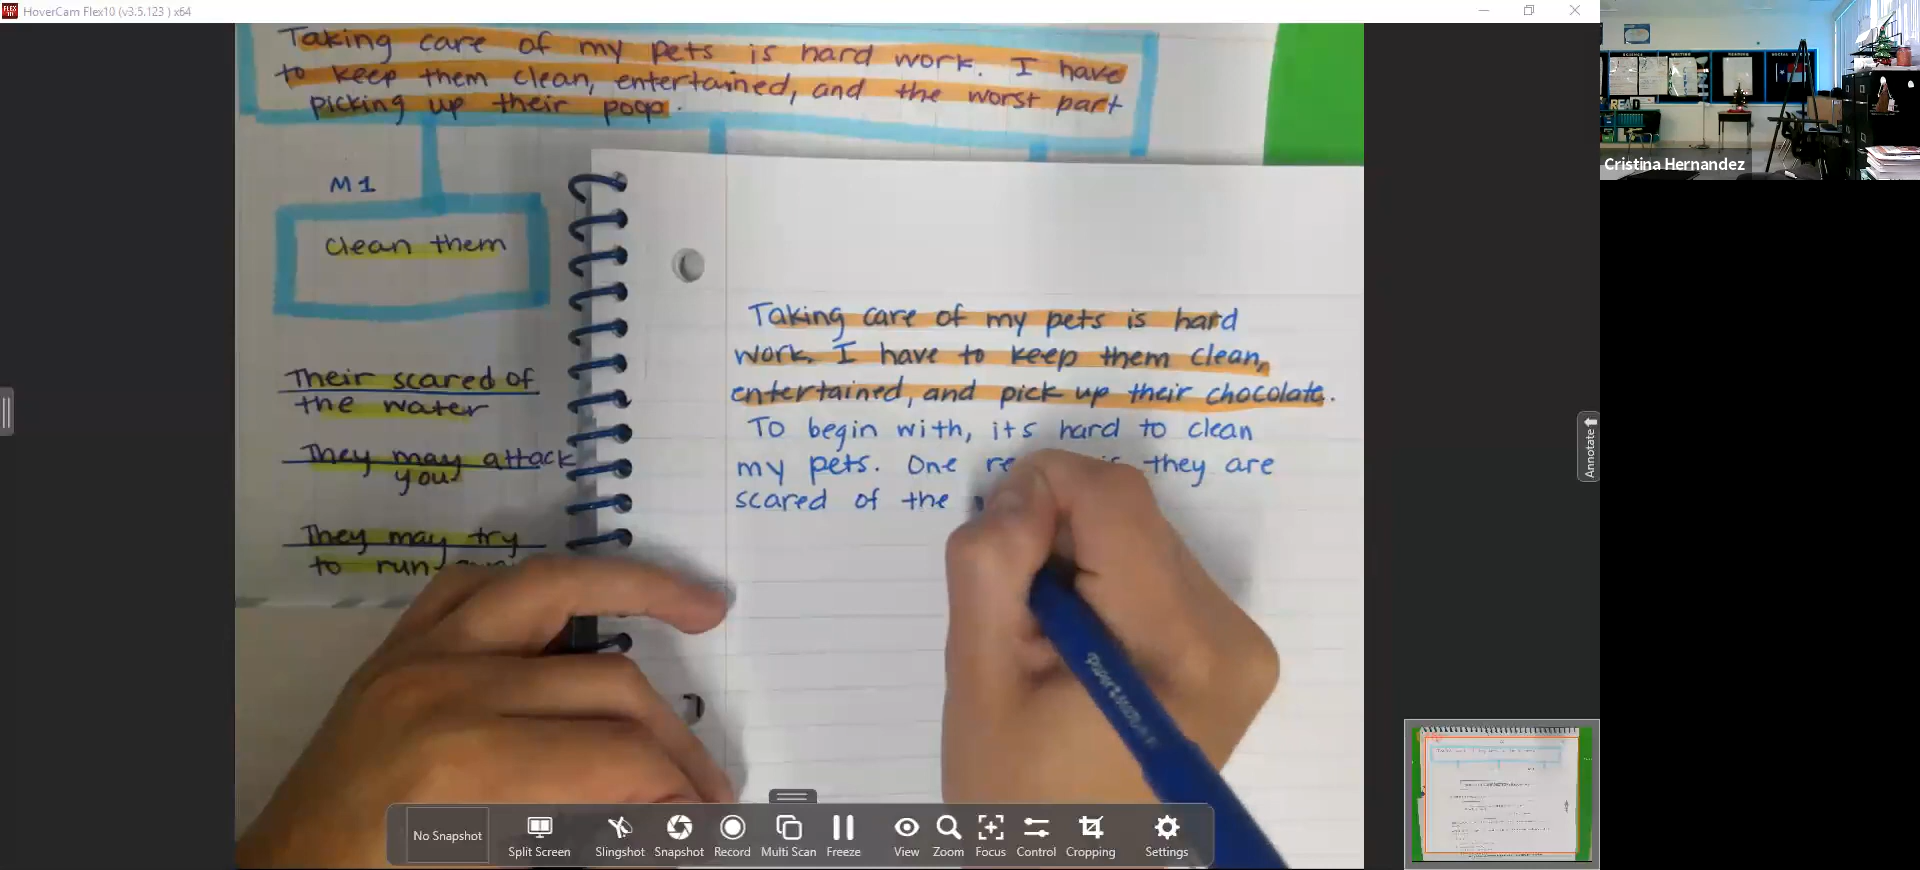 HoverCam Flex10 (v3.5.123 ) x64
Taking care of my pets is hard work. I have
to keep them clean, entertained, and the worst part
picking up their poop.
M1
Clean them
Their scared of
the water
They may attack
you
They may try
to run
Taking care of my pets is hard
work. I have to keep them clean,
entertained, and pick up their chocolate.
To begin with, its hard to clean
my pets. One they are
scared of the
PaperMate
Cristina Hernandez
SCIENCE WRITING READING
READ
Annotate
No Snapshot
Split Screen
Slingshot
Snapshot
Record
Multi Scan
Freeze
View
Zoom
Focus
Control
Cropping
Settings